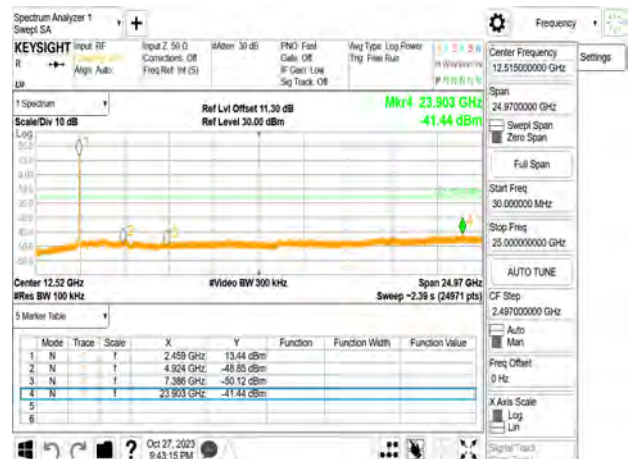 Spectrum Analyzer 1
Swept SA
Frequency
KEYSIGHT
Input: RF
Input Z: 50 Ω
#Atten: 30 dB
PNO: Fast
Avg Type: Log-Power
R
Corrections: Off
Gate: Off
Trig: Free Run
Align: Auto
Freq Ref: Int (S)
IF Gain: Low
Sig Track: Off
Center Frequency
12.515000000 GHz
Settings
Span
24.9700000 GHz
Swept Span
Zero Span
Full Span
Start Freq
30.000000 MHz
Stop Freq
25.000000000 GHz
AUTO TUNE
CF Step
2.497000000 GHz
Auto
Man
Freq Offset
0 Hz
X Axis Scale
Log
Lin
Signal Track
1 Spectrum
Ref Lvl Offset 11.30 dB
Mkr4 23.903 GHz
Scale/Div 10 dB
Ref Level 30.00 dBm
-41.44 dBm
Log
1
2
3
4
Center 12.52 GHz
#Video BW 300 kHz
Span 24.97 GHz
#Res BW 100 kHz
Sweep ~2.39 s (24971 pts)
5 Marker Table
Mode Trace Scale X Y Function Function Width Function Value
1 N f 2.459 GHz 13.44 dBm
2 N f 4.924 GHz -48.85 dBm
3 N f 7.386 GHz -50.12 dBm
4 N f 23.903 GHz -41.44 dBm
5
6
?
Oct 27, 2023
9:43:15 PM